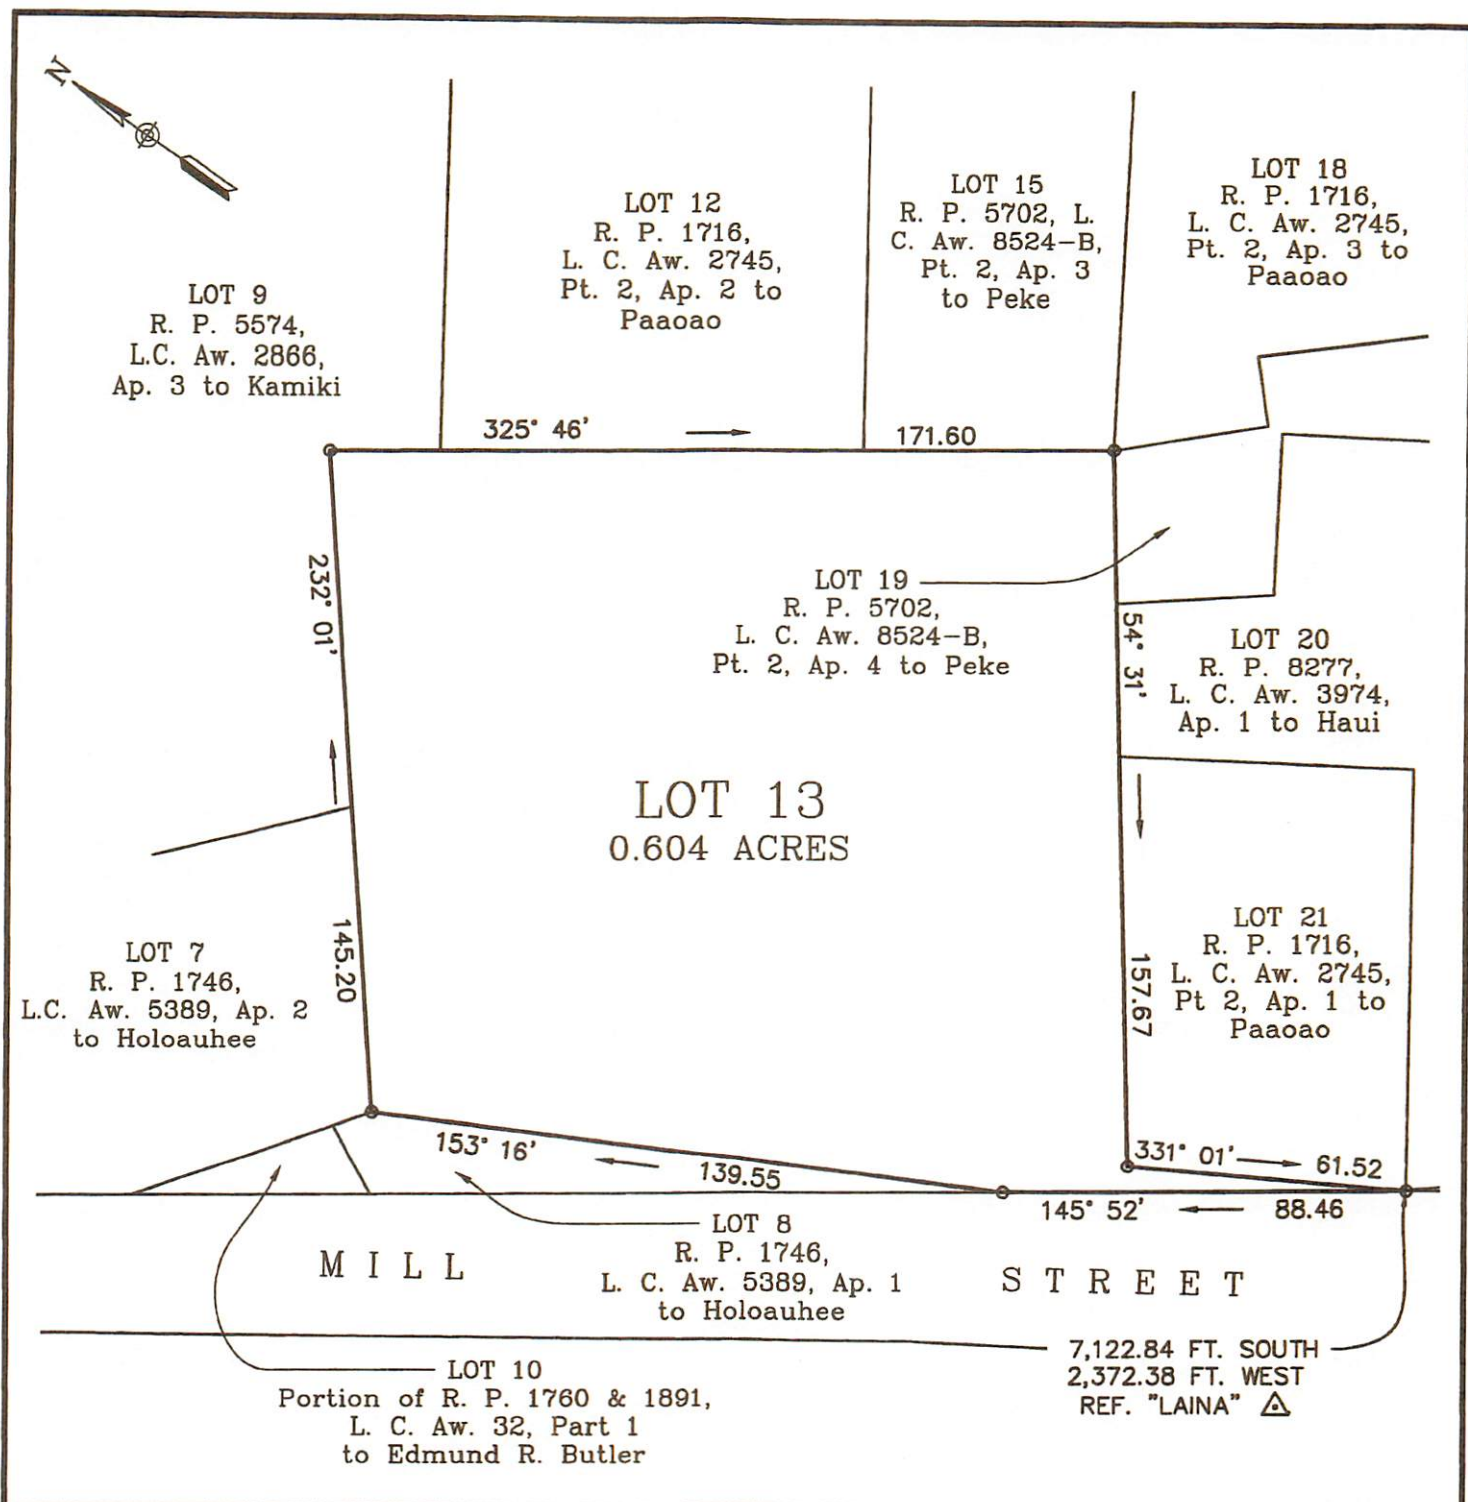 N
LOT 12
R. P. 1716,
L. C. Aw. 2745,
Pt. 2, Ap. 2 to
Paaoao
LOT 15
R. P. 5702, L.
C. Aw. 8524-B,
Pt. 2, Ap. 3
to Peke
LOT 18
R. P. 1716,
L. C. Aw. 2745,
Pt. 2, Ap. 3 to
Paaoao
LOT 9
R. P. 5574,
L.C. Aw. 2866,
Ap. 3 to Kamiki
325° 46'
171.60
232° 01'
145.20
LOT 19
R. P. 5702,
L. C. Aw. 8524-B,
Pt. 2, Ap. 4 to Peke
54° 31'
157.67
LOT 20
R. P. 8277,
L. C. Aw. 3974,
Ap. 1 to Haui
LOT 13
0.604 ACRES
LOT 7
R. P. 1746,
L.C. Aw. 5389, Ap. 2
to Holoauhee
LOT 21
R. P. 1716,
L. C. Aw. 2745,
Pt 2, Ap. 1 to
Paaoao
153° 16'
139.55
331° 01'
61.52
145° 52'
88.46
LOT 8
R. P. 1746,
L. C. Aw. 5389, Ap. 1
to Holoauhee
MILL STREET
7,122.84 FT. SOUTH
2,372.38 FT. WEST
REF. "LAINA"
LOT 10
Portion of R. P. 1760 & 1891,
L. C. Aw. 32, Part 1
to Edmund R. Butler